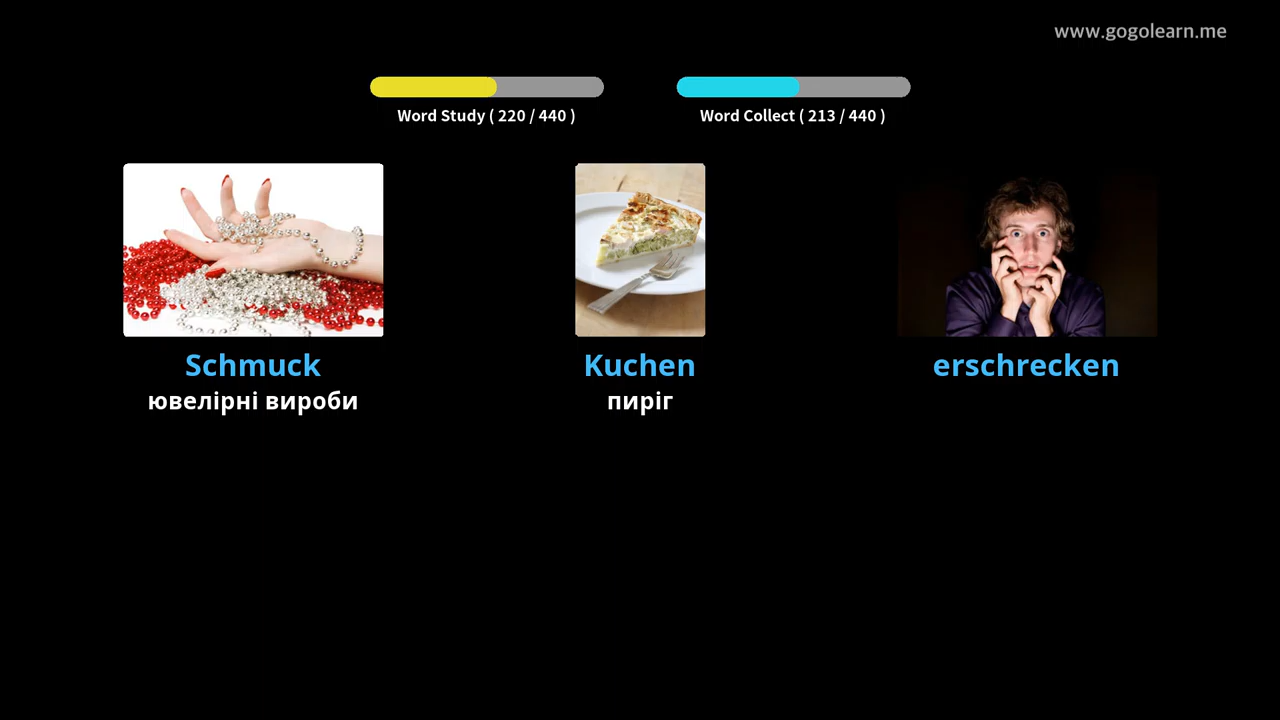 www.gogolearn.me
Word Study ( 220 / 440 )
Word Collect ( 213 / 440 )
Schmuck
ювелірні вироби
Kuchen
пиріг
erschrecken